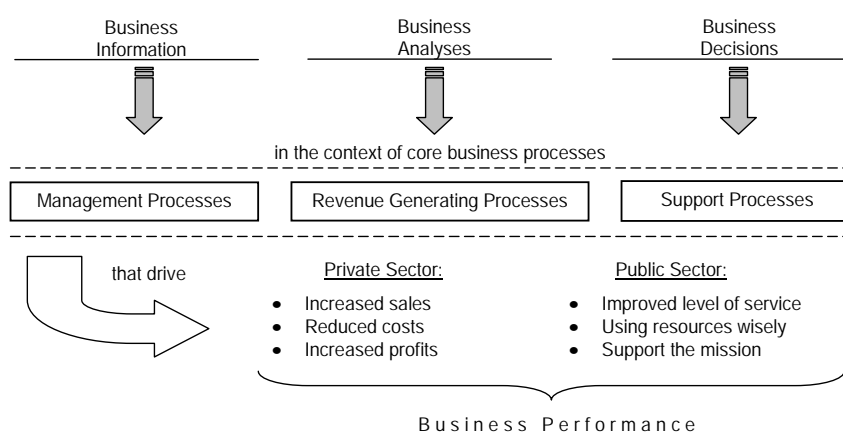 Business
Information
Business
Analyses
Business
Decisions
in the context of core business processes
Management Processes
Revenue Generating Processes
Support Processes
that drive
Private Sector:
• Increased sales
• Reduced costs
• Increased profits
Public Sector:
• Improved level of service
• Using resources wisely
• Support the mission
Business Performance